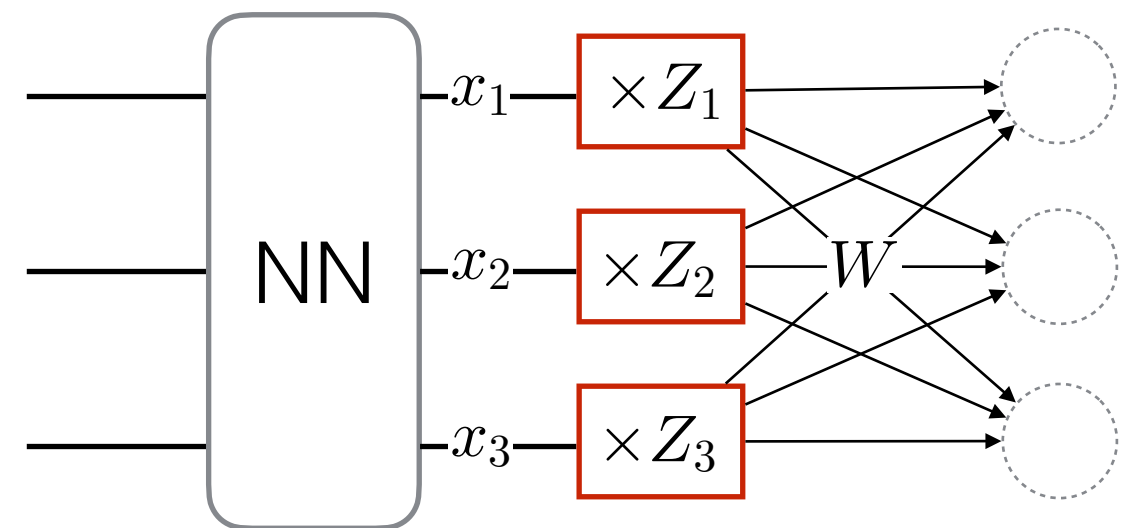 x₁ ×Z₁
NN x₂ ×Z₂ W
x₃ ×Z₃